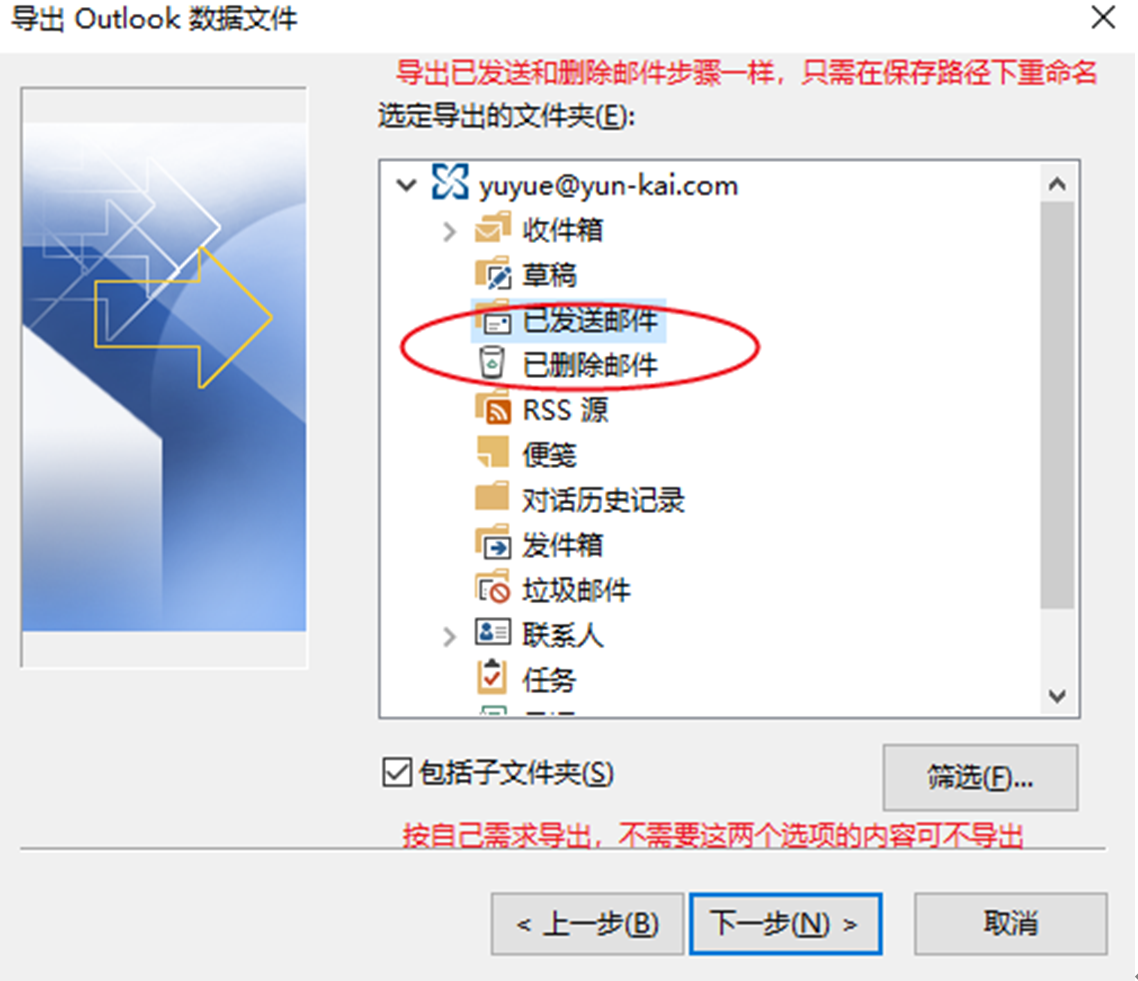 导出 Outlook 数据文件
导出已发送和删除邮件步骤一样，只需在保存路径下重命名
选定导出的文件夹(E):
yuyue@yun-kai.com
收件箱
草稿
已发送邮件
已删除邮件
RSS 源
便笺
对话历史记录
发件箱
垃圾邮件
联系人
任务
包括子文件夹(S)
筛选(F)...
按自己需求导出，不需要这两个选项的内容可不导出
< 上一步(B)
下一步(N) >
取消